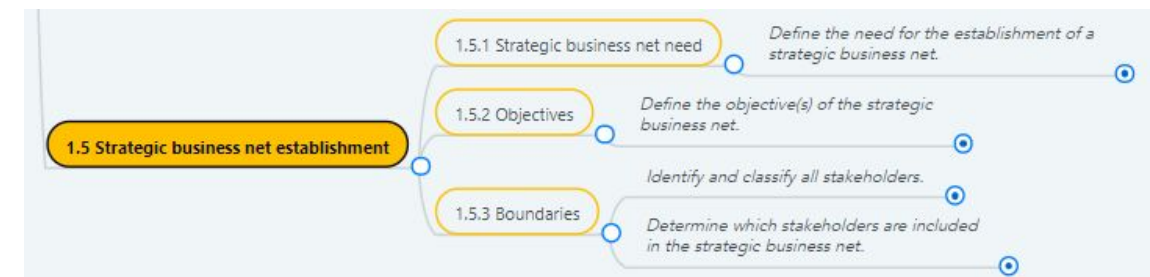 1.5 Strategic business net establishment
1.5.1 Strategic business net need
Define the need for the establishment of a
strategic business net.
1.5.2 Objectives
Define the objective(s) of the strategic
business net.
1.5.3 Boundaries
Identify and classify all stakeholders.
Determine which stakeholders are included
in the strategic business net.